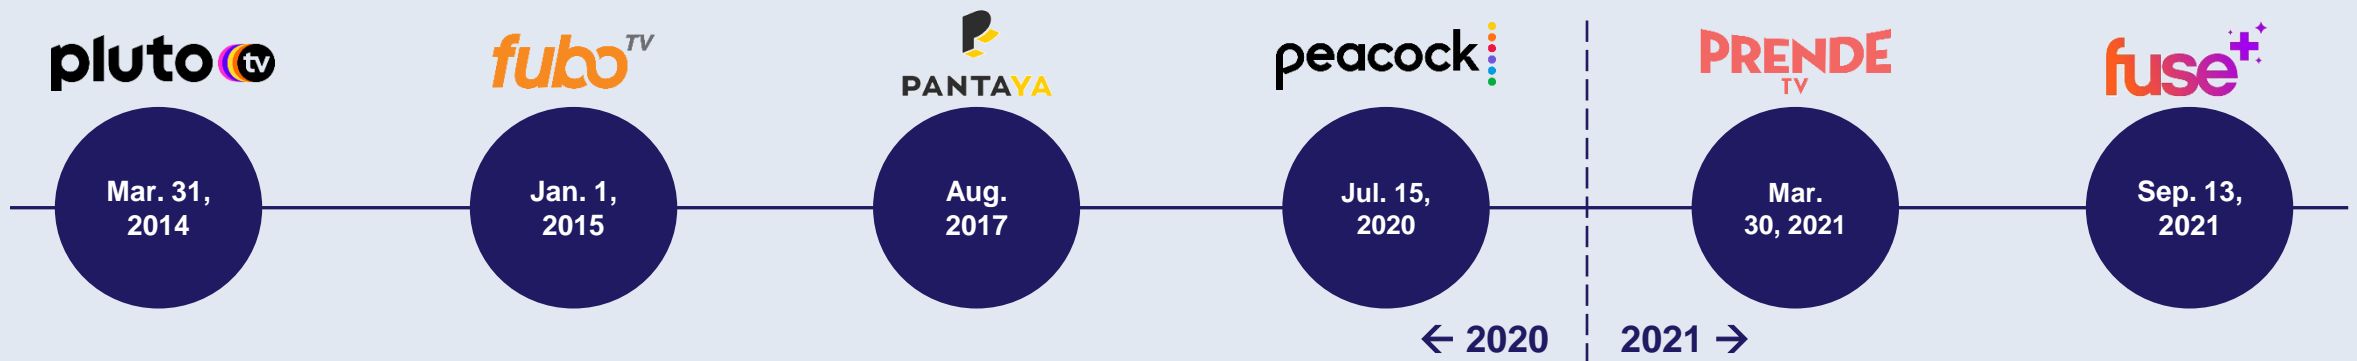 pluto tv
fubo TV
PANTAYA
peacock
PRENDE
TV
fuse+
Mar. 31,
2014
Jan. 1,
2015
Aug.
2017
Jul. 15,
2020
Mar.
30, 2021
Sep. 13,
2021
← 2020
2021 →